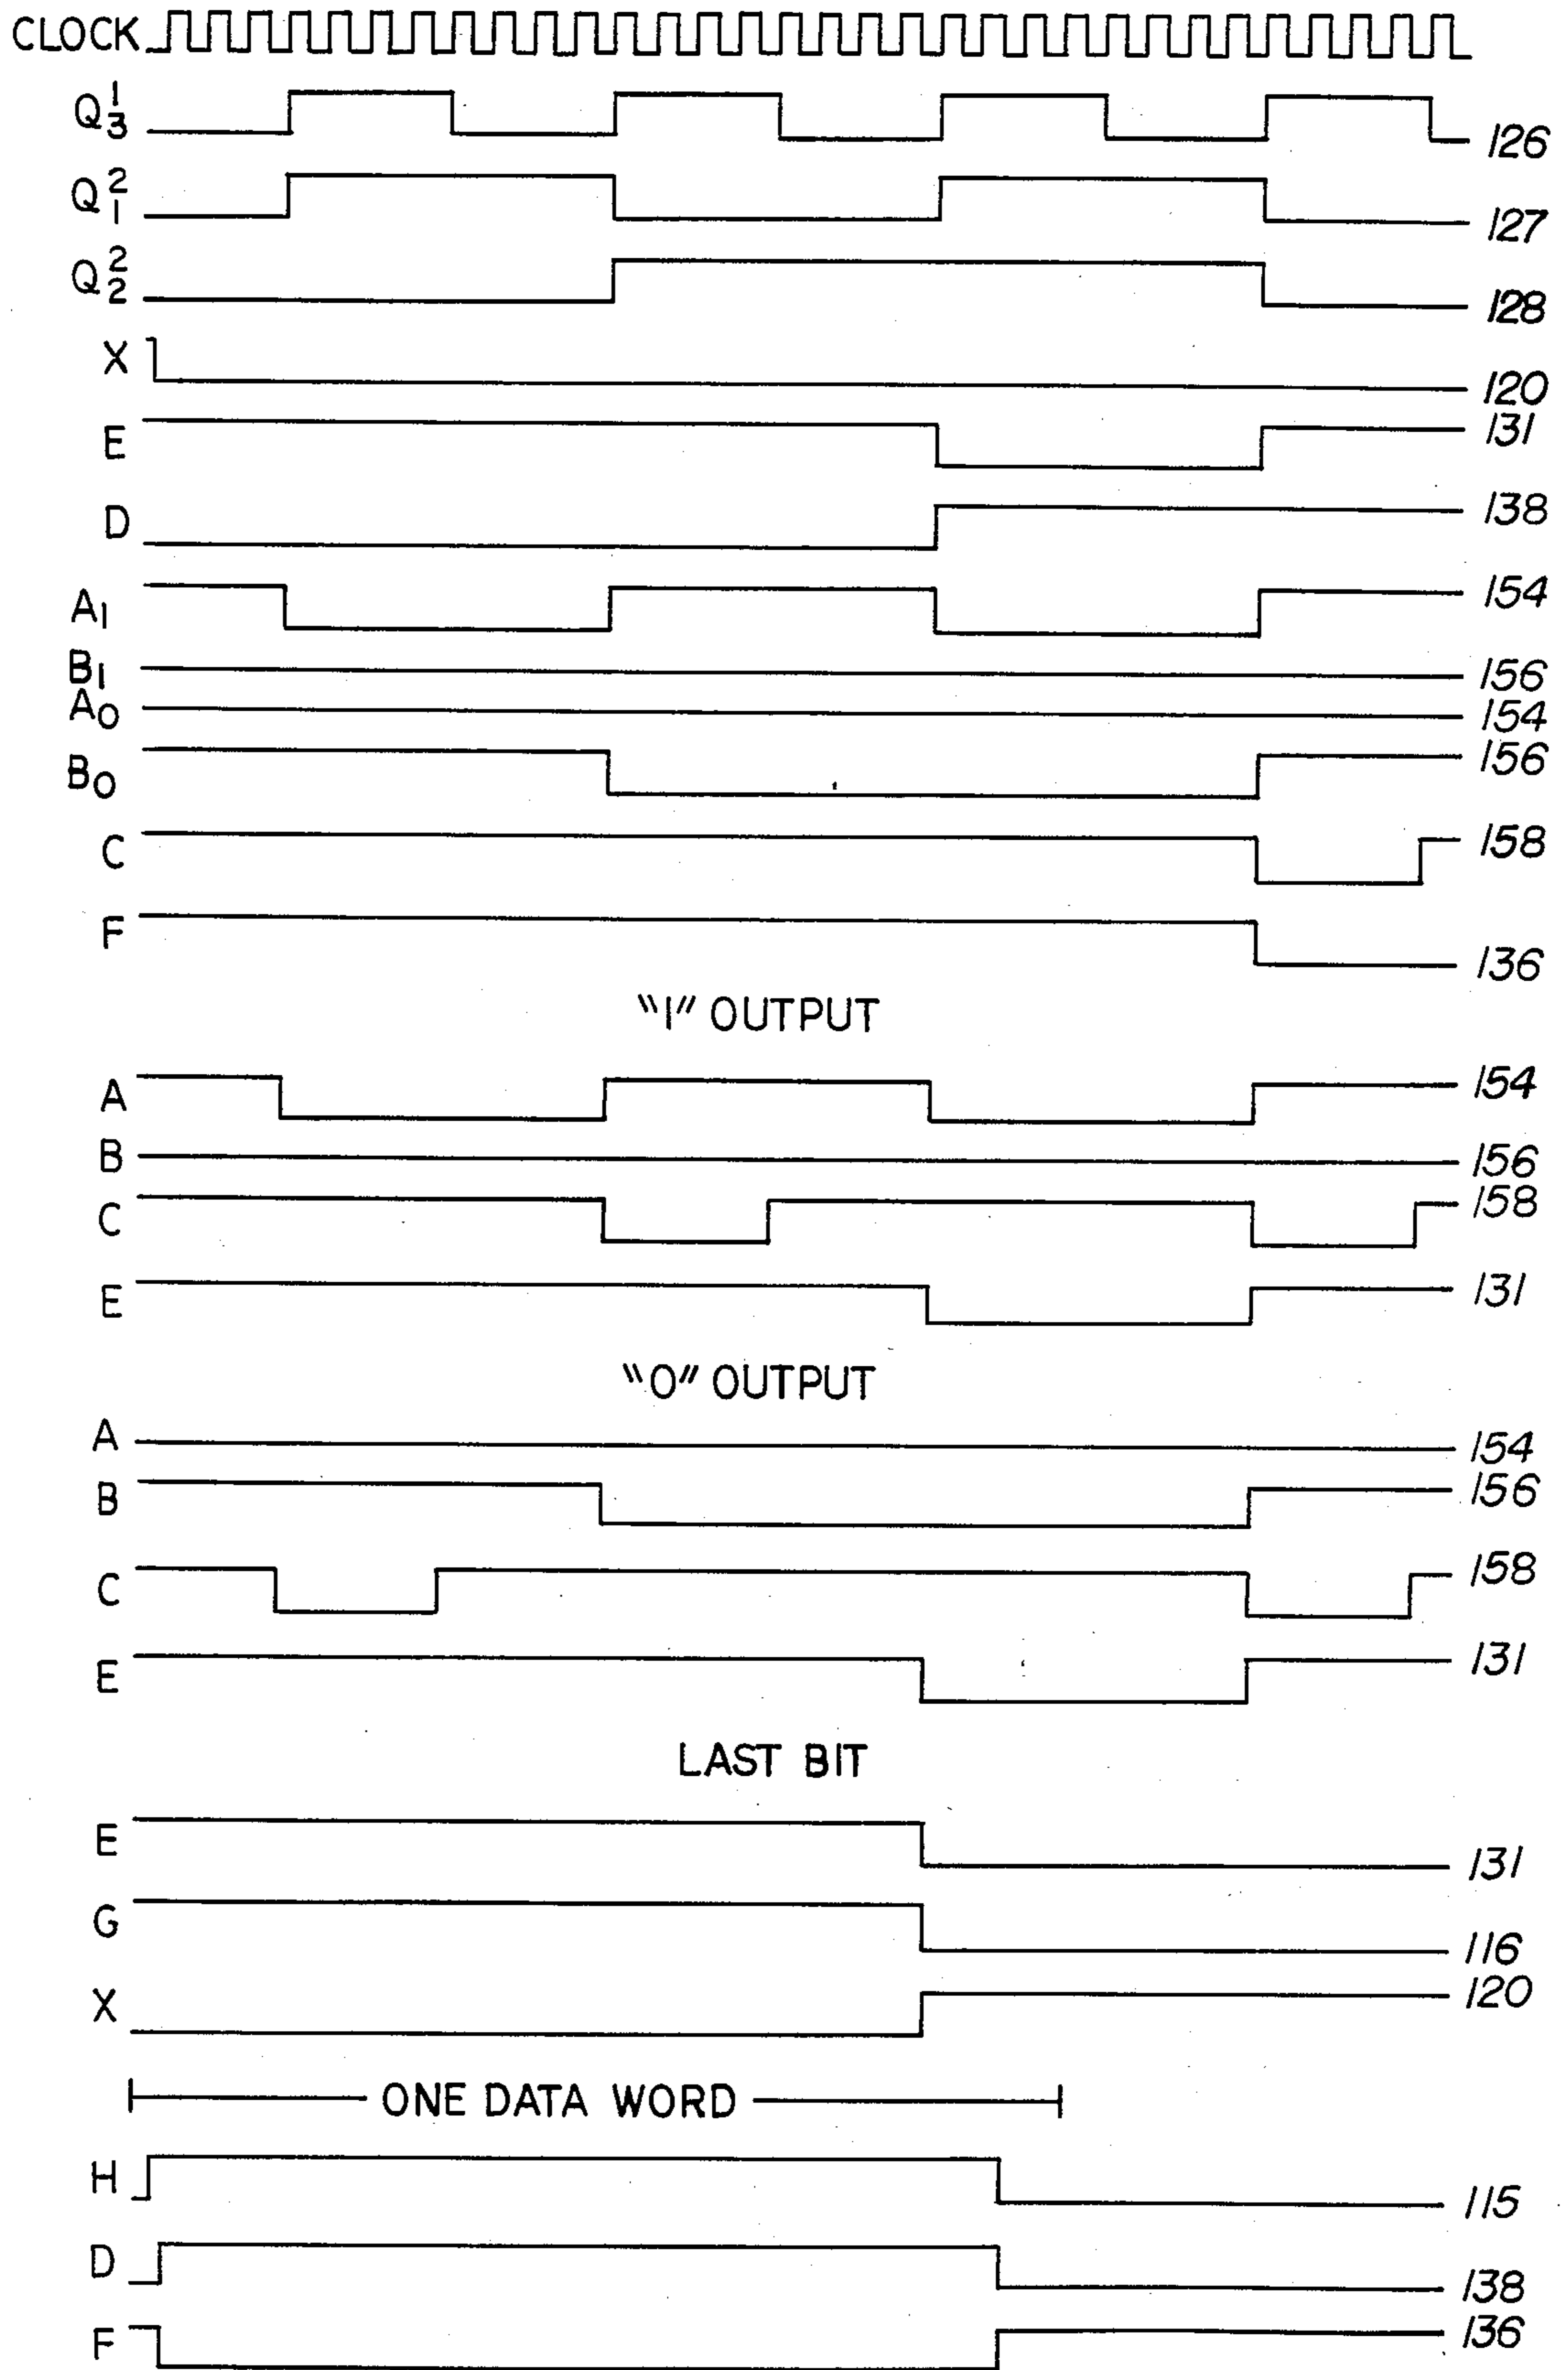 CLOCK
Q¹₃ 126
Q²₁ 127
Q²₂ 128
X 120
E 131
D 138
A₁ 154
B₁ 156
A₀ 154
B₀ 156
C 158
F 136
"1" OUTPUT
A 154
B 156
C 158
E 131
"0" OUTPUT
A 154
B 156
C 158
E 131
LAST BIT
E 131
G 116
X 120
ONE DATA WORD
H 115
D 138
F 136